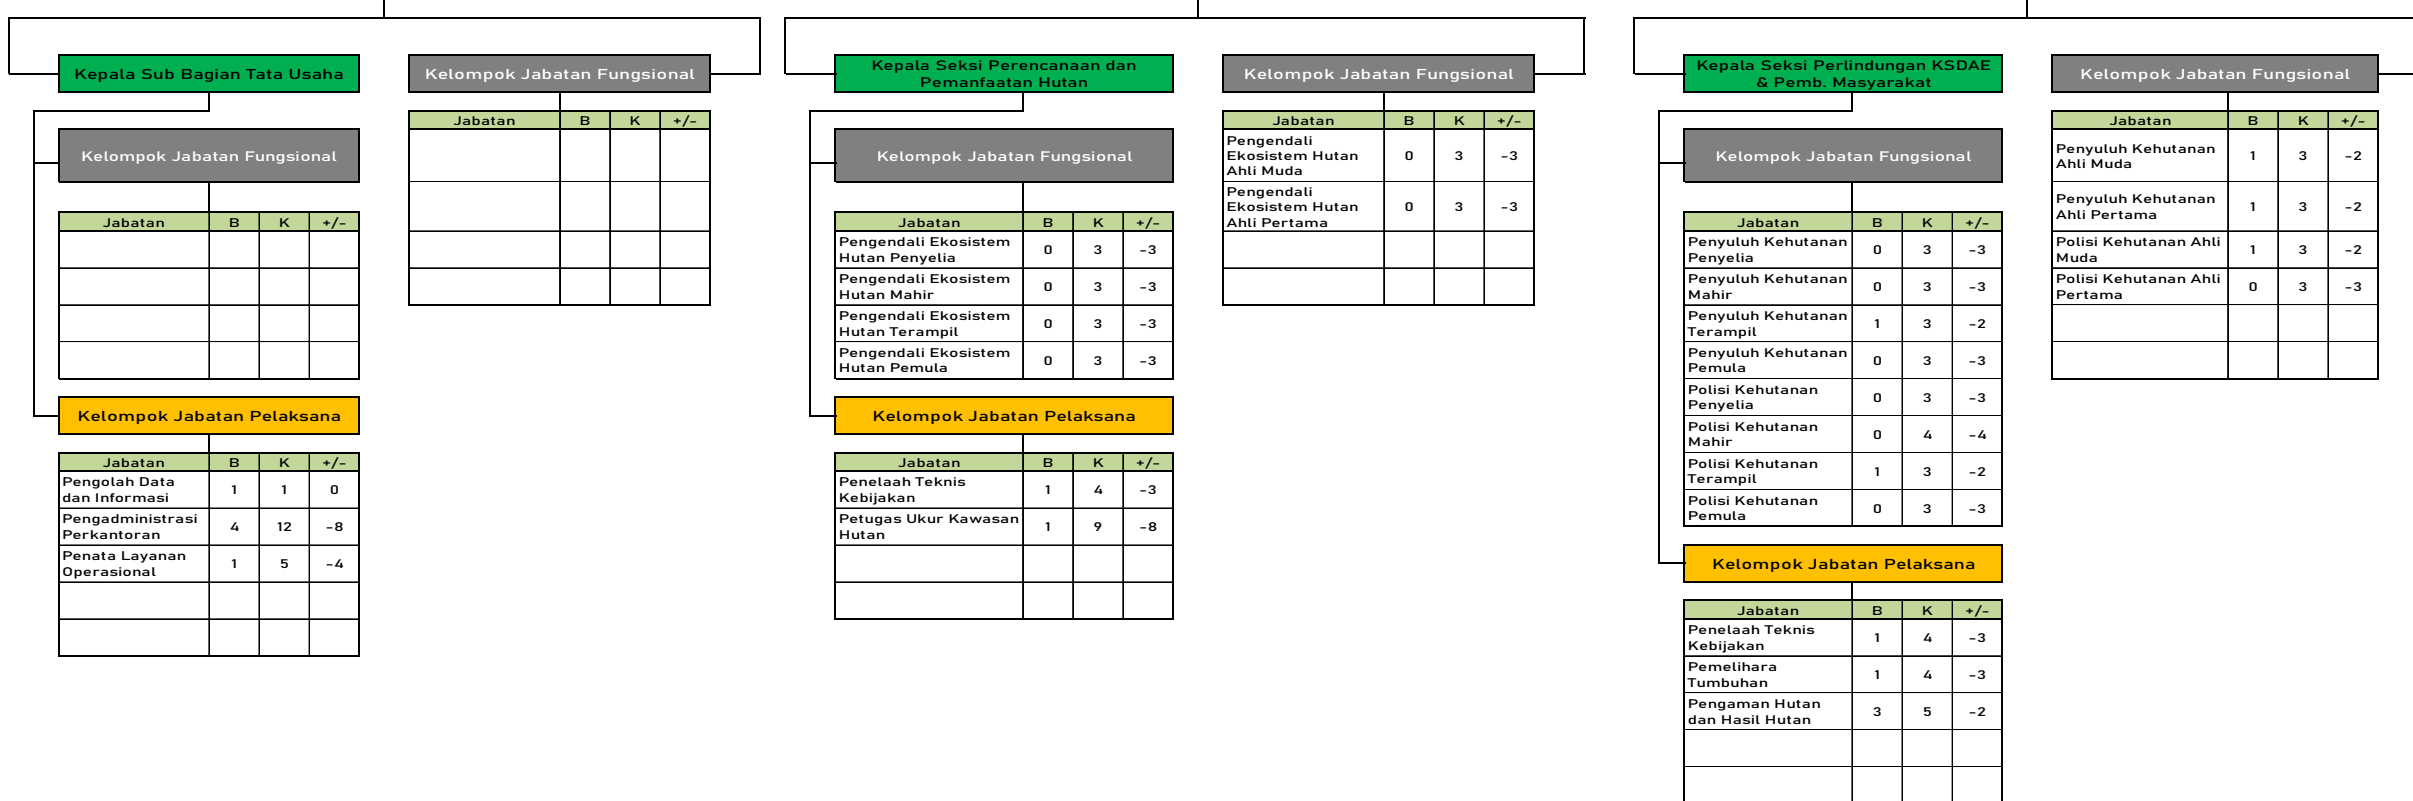 Kepala Sub Bagian Tata Usaha
Kelompok Jabatan Fungsional
Jabatan B K +/-
Kelompok Jabatan Fungsional
Jabatan B K +/-
Kelompok Jabatan Pelaksana
Jabatan B K +/-
Pengolah Data
dan Informasi 1 1 0
Pengadministrasi
Perkantoran 4 12 -8
Penata Layanan
Operasional 1 5 -4
Kepala Seksi Perencanaan dan
Pemanfaatan Hutan
Kelompok Jabatan Fungsional
Jabatan B K +/-
Pengendali
Ekosistem Hutan
Ahli Muda 0 3 -3
Pengendali
Ekosistem Hutan
Ahli Pertama 0 3 -3
Kelompok Jabatan Fungsional
Jabatan B K +/-
Pengendali Ekosistem
Hutan Penyelia 0 3 -3
Pengendali Ekosistem
Hutan Mahir 0 3 -3
Pengendali Ekosistem
Hutan Terampil 0 3 -3
Pengendali Ekosistem
Hutan Pemula 0 3 -3
Kelompok Jabatan Pelaksana
Jabatan B K +/-
Penelaah Teknis
Kebijakan 1 4 -3
Petugas Ukur Kawasan
Hutan 1 9 -8
Kepala Seksi Perlindungan KSDAE
& Pemb. Masyarakat
Kelompok Jabatan Fungsional
Jabatan B K +/-
Penyuluh Kehutanan
Ahli Muda 1 3 -2
Penyuluh Kehutanan
Ahli Pertama 1 3 -2
Polisi Kehutanan Ahli
Muda 1 3 -2
Polisi Kehutanan Ahli
Pertama 0 3 -3
Kelompok Jabatan Fungsional
Jabatan B K +/-
Penyuluh Kehutanan
Penyelia 0 3 -3
Penyuluh Kehutanan
Mahir 0 3 -3
Penyuluh Kehutanan
Terampil 1 3 -2
Penyuluh Kehutanan
Pemula 0 3 -3
Polisi Kehutanan
Penyelia 0 3 -3
Polisi Kehutanan
Mahir 0 4 -4
Polisi Kehutanan
Terampil 1 3 -2
Polisi Kehutanan
Pemula 0 3 -3
Kelompok Jabatan Pelaksana
Jabatan B K +/-
Penelaah Teknis
Kebijakan 1 4 -3
Pemelihara
Tumbuhan 1 4 -3
Pengaman Hutan
dan Hasil Hutan 3 5 -2